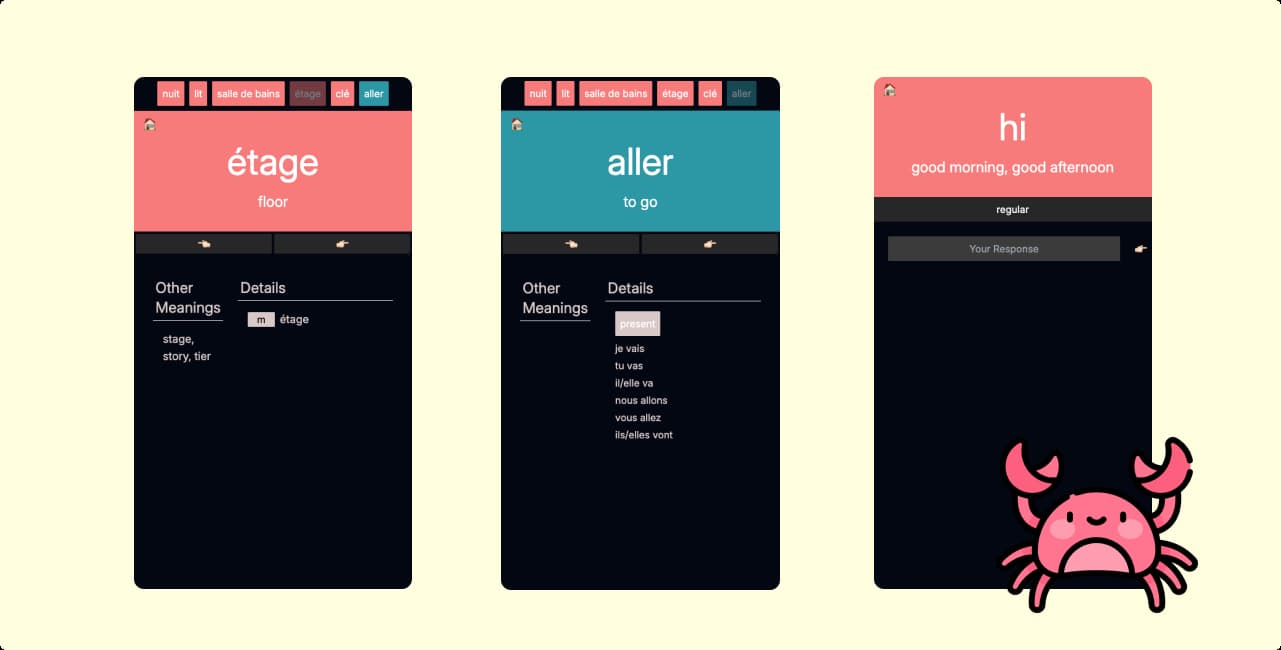 nuit lit salle de bains étage clé aller
étage
floor
Other
Meanings
stage,
story, tier
Details
m étage
nuit lit salle de bains étage clé aller
aller
to go
Other
Meanings
Details
present
je vais
tu vas
il/elle va
nous allons
vous allez
ils/elles vont
hi
good morning, good afternoon
regular
Your Response